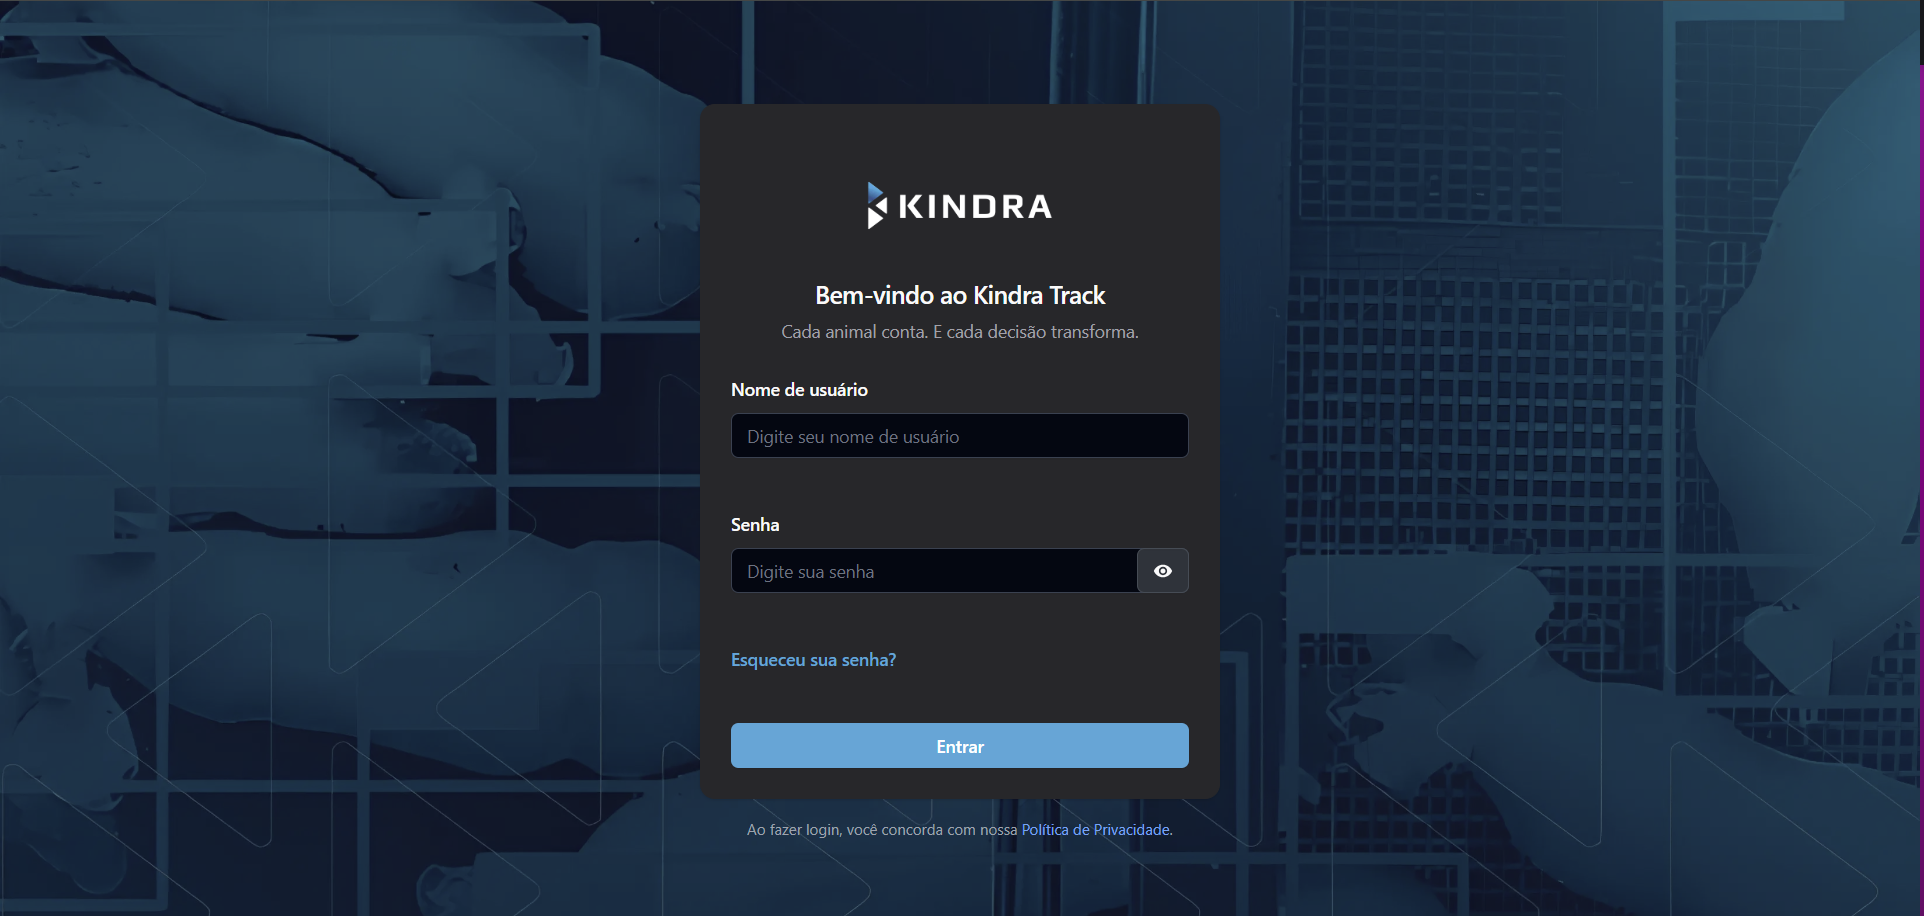 KINDRA
Bem-vindo ao Kindra Track
Cada animal conta. E cada decisão transforma.
Nome de usuário
Digite seu nome de usuário
Senha
Digite sua senha
Esqueceu sua senha?
Entrar
Ao fazer login, você concorda com nossa Política de Privacidade.